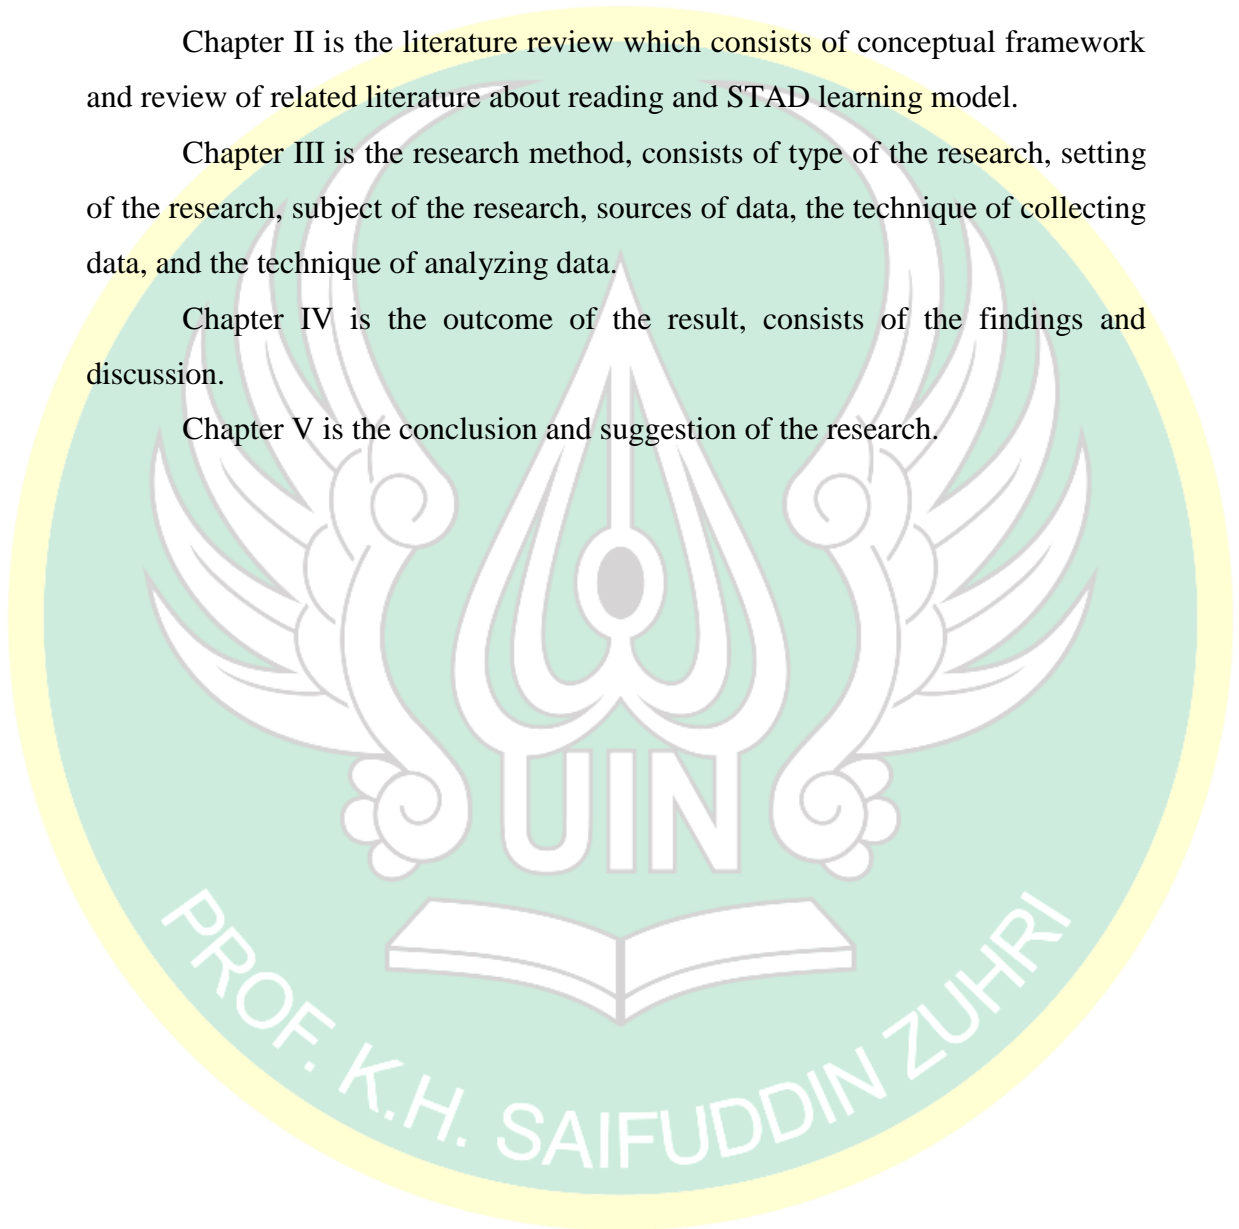 Chapter II is the literature review which consists of conceptual framework
and review of related literature about reading and STAD learning model.
Chapter III is the research method, consists of type of the research, setting
of the research, subject of the research, sources of data, the technique of collecting
data, and the technique of analyzing data.
Chapter IV is the outcome of the result, consists of the findings and
discussion.
Chapter V is the conclusion and suggestion of the research.
UIN
PROF. K.H. SAIFUDDIN ZUHRI